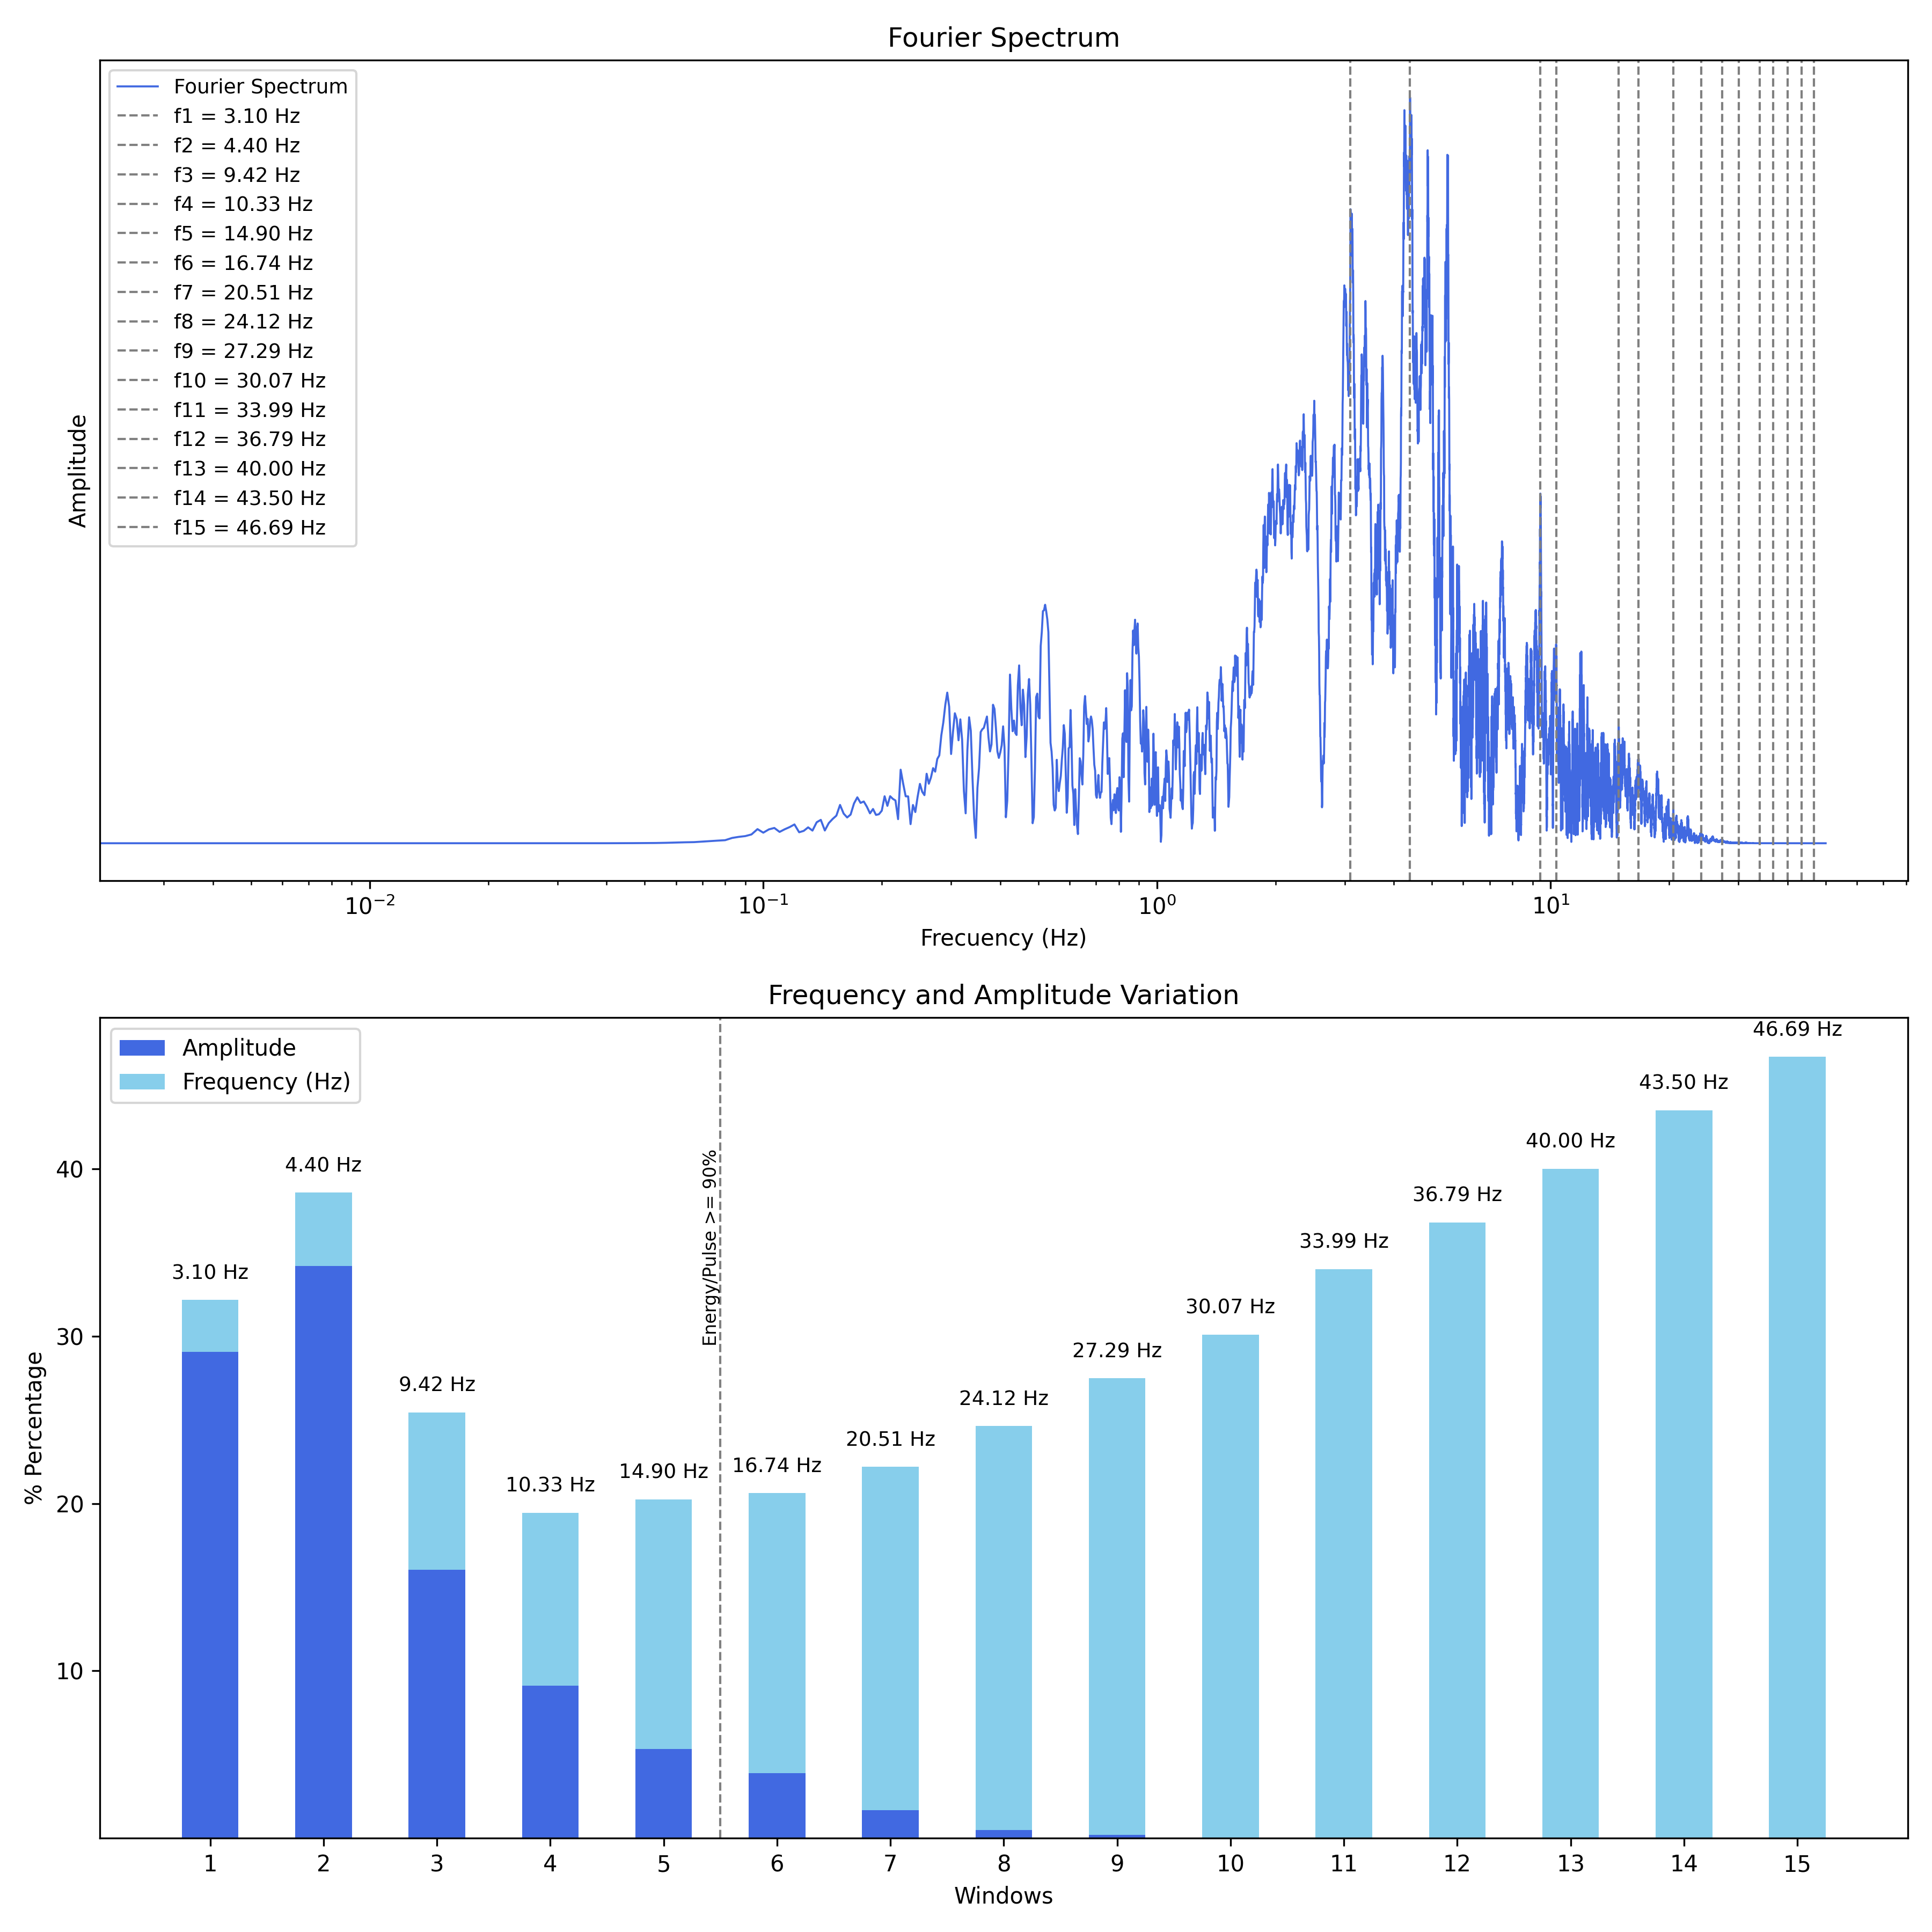 Fourier Spectrum
Fourier Spectrum
f1 = 3.10 Hz
f2 = 4.40 Hz
f3 = 9.42 Hz
f4 = 10.33 Hz
f5 = 14.90 Hz
f6 = 16.74 Hz
f7 = 20.51 Hz
f8 = 24.12 Hz
f9 = 27.29 Hz
f10 = 30.07 Hz
f11 = 33.99 Hz
f12 = 36.79 Hz
f13 = 40.00 Hz
f14 = 43.50 Hz
f15 = 46.69 Hz
Amplitude
10⁻² 10⁻¹ 10⁰ 10¹
Frecuency (Hz)
Frequency and Amplitude Variation
Amplitude
Frequency (Hz)
% Percentage
40
30
20
10
3.10 Hz
4.40 Hz
9.42 Hz
10.33 Hz
14.90 Hz
Energy/Pulse >= 90%
16.74 Hz
20.51 Hz
24.12 Hz
27.29 Hz
30.07 Hz
33.99 Hz
36.79 Hz
40.00 Hz
43.50 Hz
46.69 Hz
1 2 3 4 5 6 7 8 9 10 11 12 13 14 15
Windows